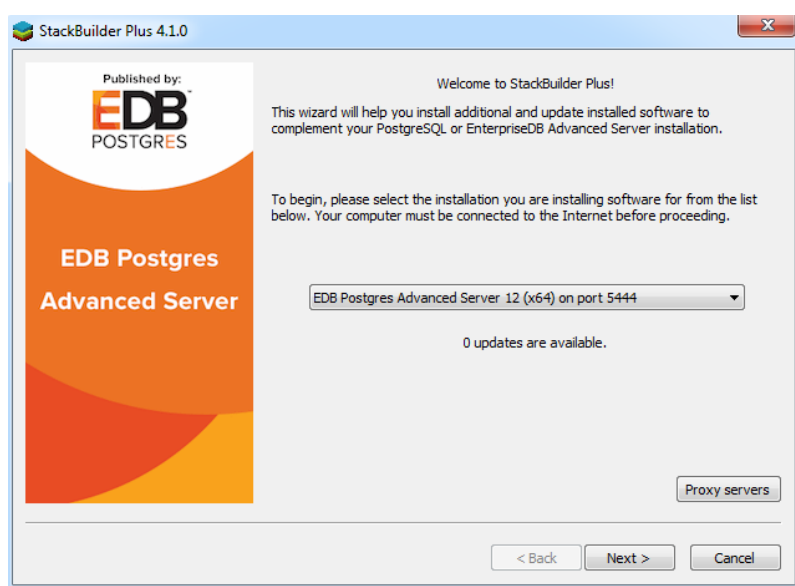 StackBuilder Plus 4.1.0
Published by:
EDB
POSTGRES
EDB Postgres
Advanced Server
Welcome to StackBuilder Plus!
This wizard will help you install additional and update installed software to
complement your PostgreSQL or EnterpriseDB Advanced Server installation.
To begin, please select the installation you are installing software for from the list
below. Your computer must be connected to the Internet before proceeding.
EDB Postgres Advanced Server 12 (x64) on port 5444
0 updates are available.
Proxy servers
< Back
Next >
Cancel